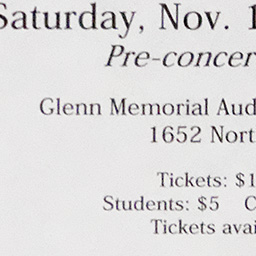 Saturday, Nov. 1
Pre-concer
Glenn Memorial Aud
1652 Nort
Tickets: $1
Students: $5 C
Tickets avai